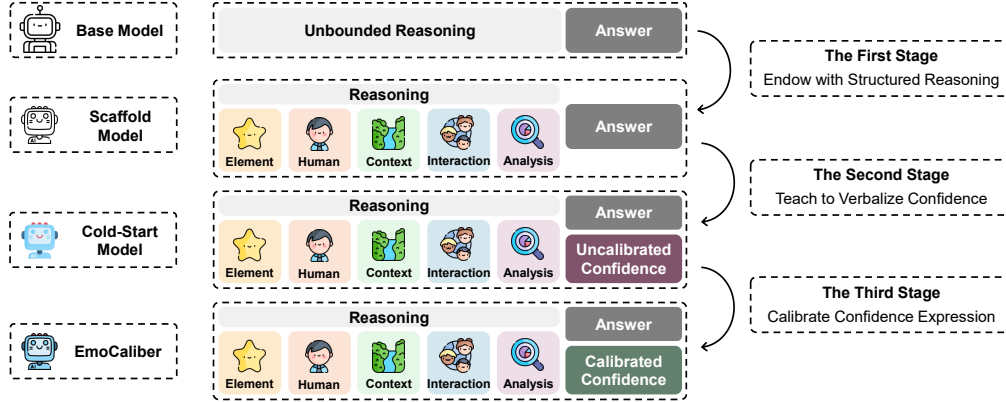 Base Model
Unbounded Reasoning
Answer
The First Stage
Endow with Structured Reasoning
Scaffold
Model
Reasoning
Element
Human
Context
Interaction
Analysis
Answer
The Second Stage
Teach to Verbalize Confidence
Cold-Start
Model
Reasoning
Element
Human
Context
Interaction
Analysis
Answer
Uncalibrated
Confidence
The Third Stage
Calibrate Confidence Expression
EmoCaliber
Reasoning
Element
Human
Context
Interaction
Analysis
Answer
Calibrated
Confidence